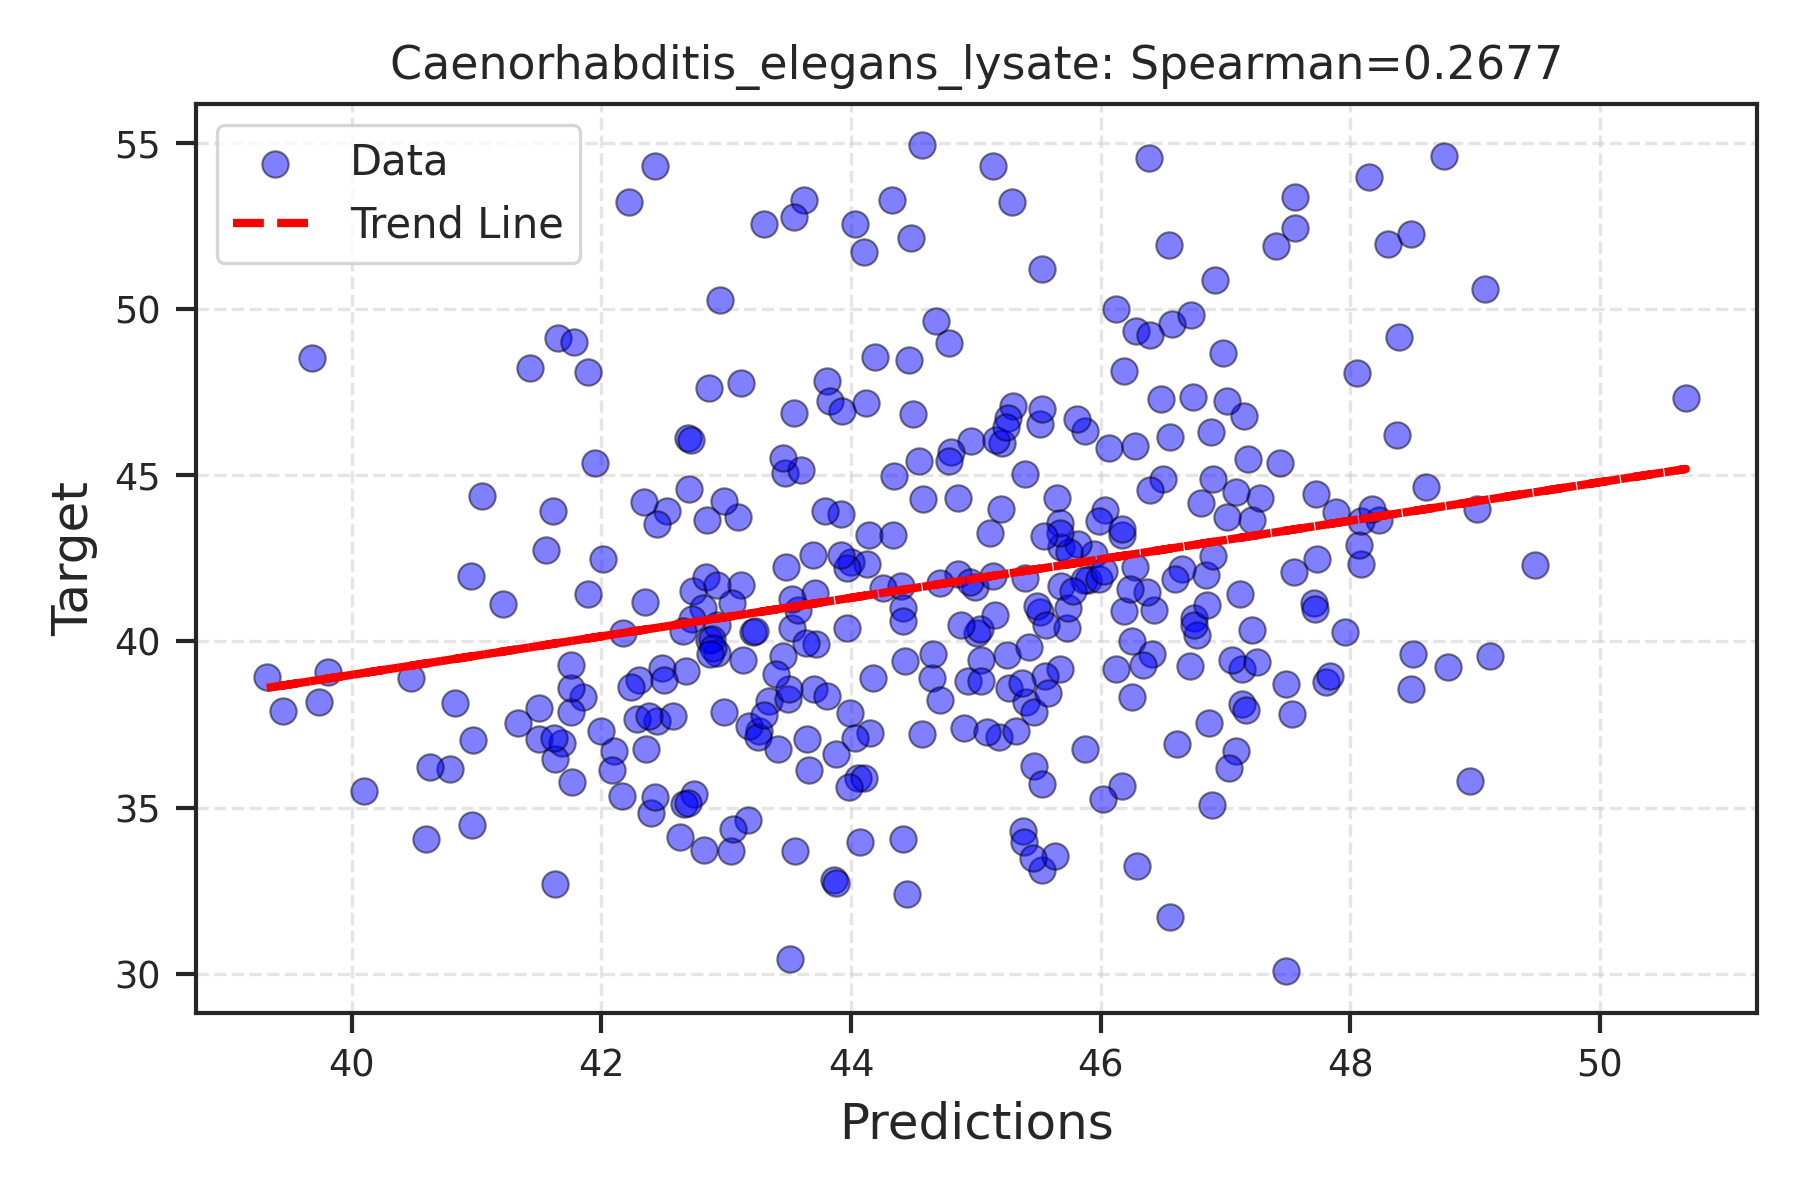 Caenorhabditis_elegans_lysate: Spearman=0.2677
Data
Trend Line
55
50
45
40
35
30
Target
40 42 44 46 48 50
Predictions